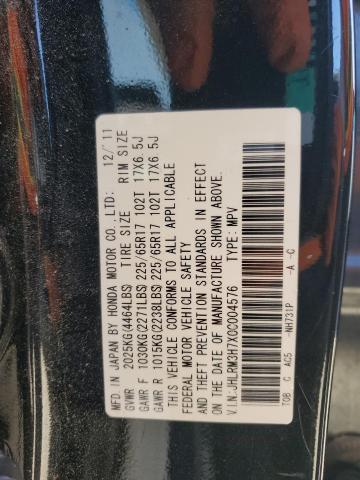 MFD. IN JAPAN BY HONDA MOTOR CO., LTD. 12/'11
GVWR 2025KG(4464LBS) TIRE SIZE RIM SIZE
GAWR F 1030KG(2271LBS) 225/65R17 102T 17X6.5J
GAWR R 1015KG(2238LBS) 225/65R17 102T 17X6.5J
THIS VEHICLE CONFORMS TO ALL APPLICABLE
FEDERAL MOTOR VEHICLE SAFETY
AND THEFT PREVENTION STANDARDS IN EFFECT
ON THE DATE OF MANUFACTURE SHOWN ABOVE.
V.I.N:JHLRM3H7XCC004576 TYPE: MPV
T0B C AC5 -NH731P -A -C